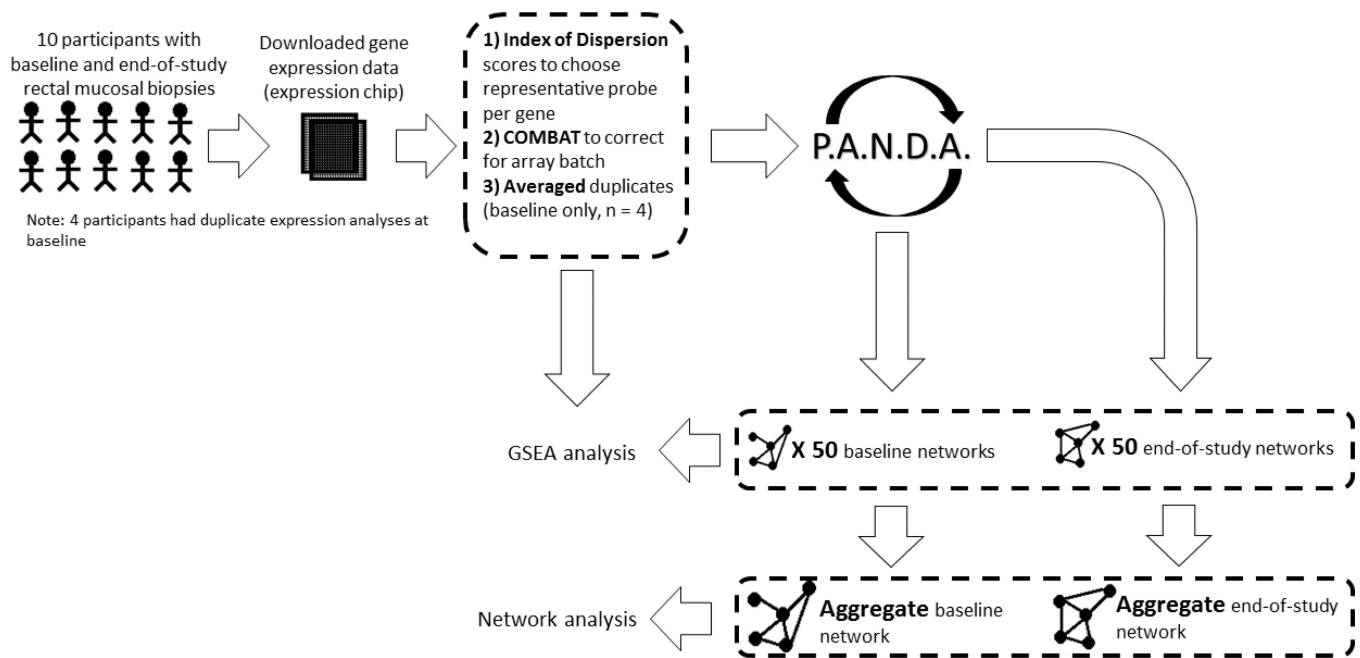 10 participants with
baseline and end-of-study
rectal mucosal biopsies
Note: 4 participants had duplicate expression analyses at
baseline
Downloaded gene
expression data
(expression chip)
1) Index of Dispersion
scores to choose
representative probe
per gene
2) COMBAT to correct
for array batch
3) Averaged duplicates
(baseline only, n = 4)
P.A.N.D.A.
GSEA analysis
X 50 baseline networks
X 50 end-of-study networks
Network analysis
Aggregate baseline
network
Aggregate end-of-study
network